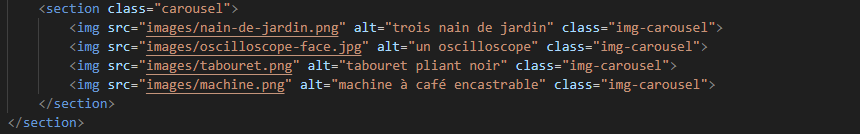 <section class="carousel">
<img src="images/nain-de-jardin.png" alt="trois nain de jardin" class="img-carousel">
<img src="images/oscilloscope-face.jpg" alt="un oscilloscope" class="img-carousel">
<img src="images/tabouret.png" alt="tabouret pliant noir" class="img-carousel">
<img src="images/machine.png" alt="machine à café encastrable" class="img-carousel">
</section>
</section>